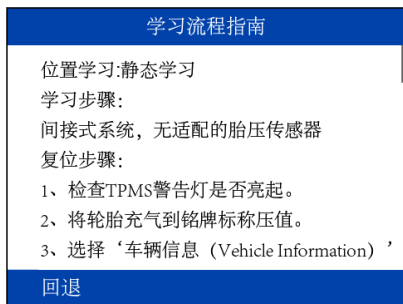 学习流程指南
位置学习:静态学习
学习步骤：
间接式系统，无适配的胎压传感器
复位步骤：
1、检查TPMS警告灯是否亮起。
2、将轮胎充气到铭牌标称压值。
3、选择‘车辆信息（Vehicle Information）’
回退